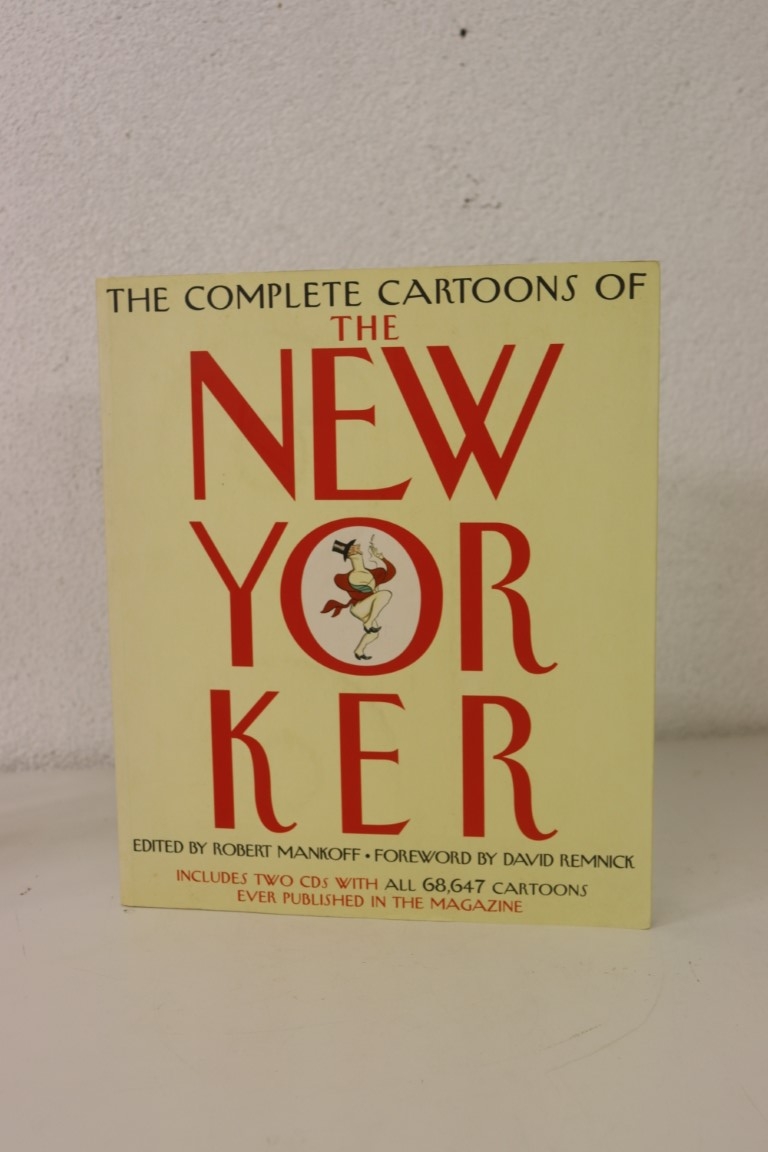 THE COMPLETE CARTOONS OF
THE
NEW
YOR
KER
EDITED BY ROBERT MANKOFF • FOREWORD BY DAVID REMNICK
INCLUDES TWO CDs WITH ALL 68,647 CARTOONS
EVER PUBLISHED IN THE MAGAZINE